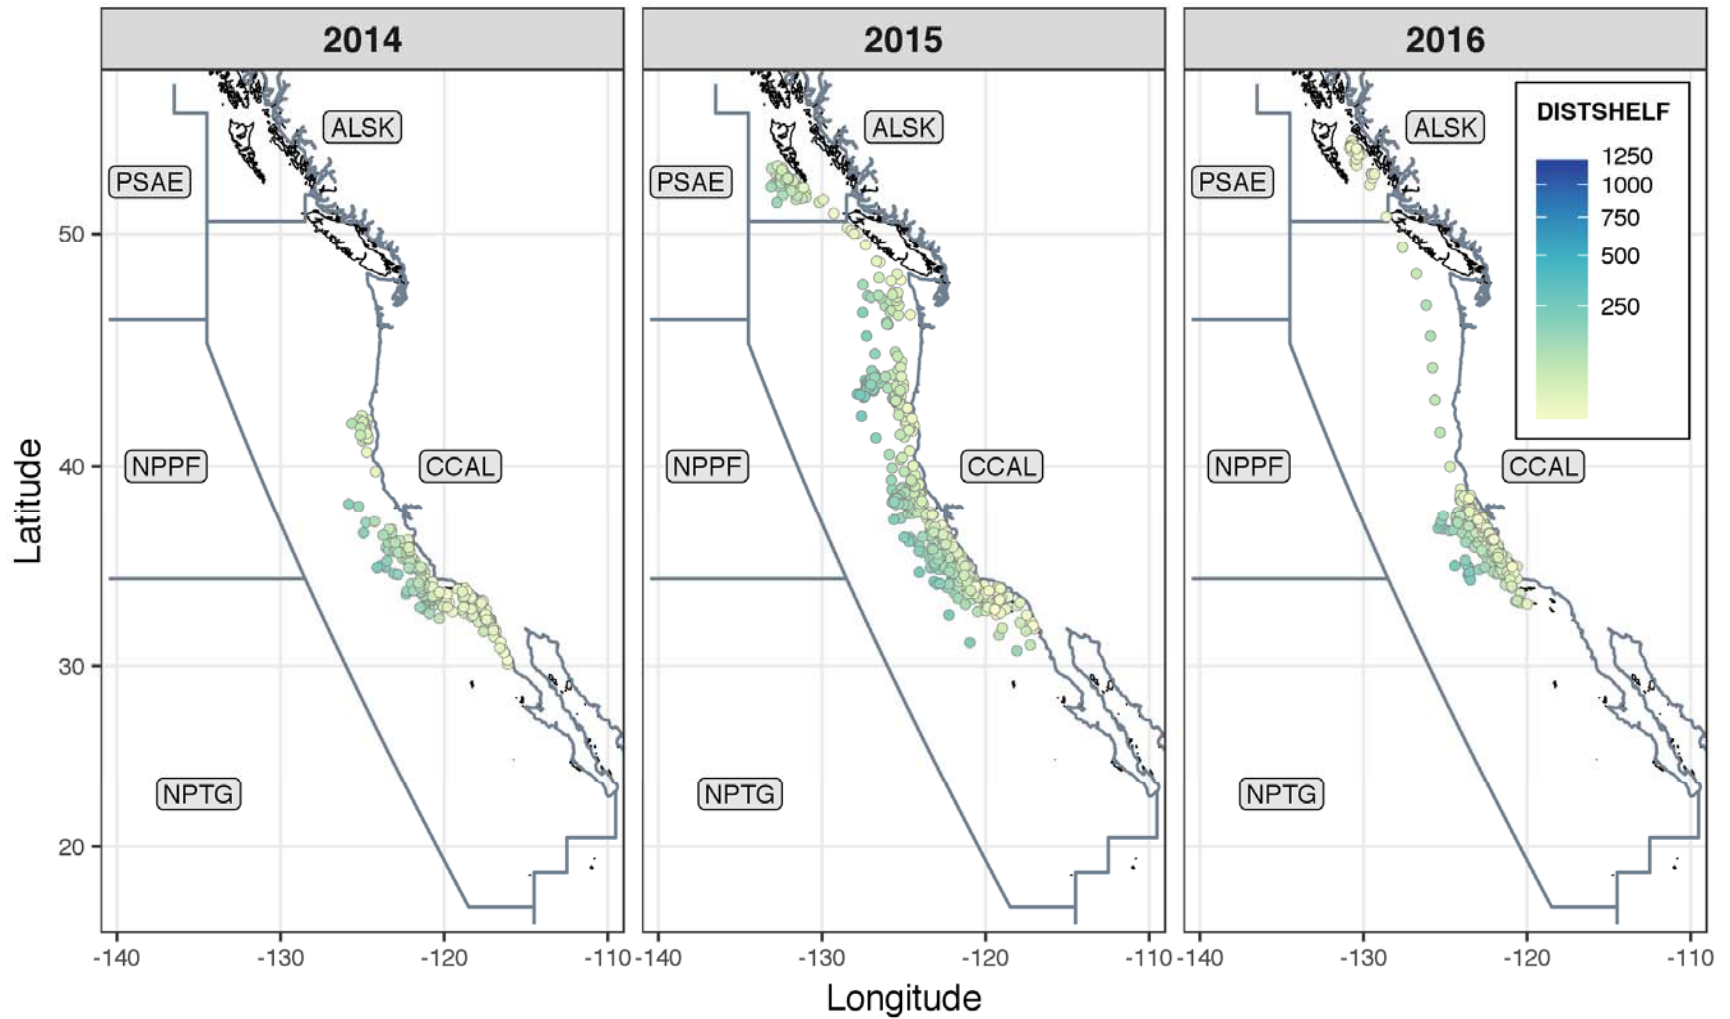 2014 2015 2016
ALSK ALSK ALSK
DISTSHELF
1250
1000
750
500
250
PSAE PSAE PSAE
50
40
NPPF CCAL NPPF CCAL NPPF CCAL
30
NPTG NPTG NPTG
20
Latitude
-140 -130 -120 -110 -140 -130 -120 -110 -140 -130 -120 -110
Longitude